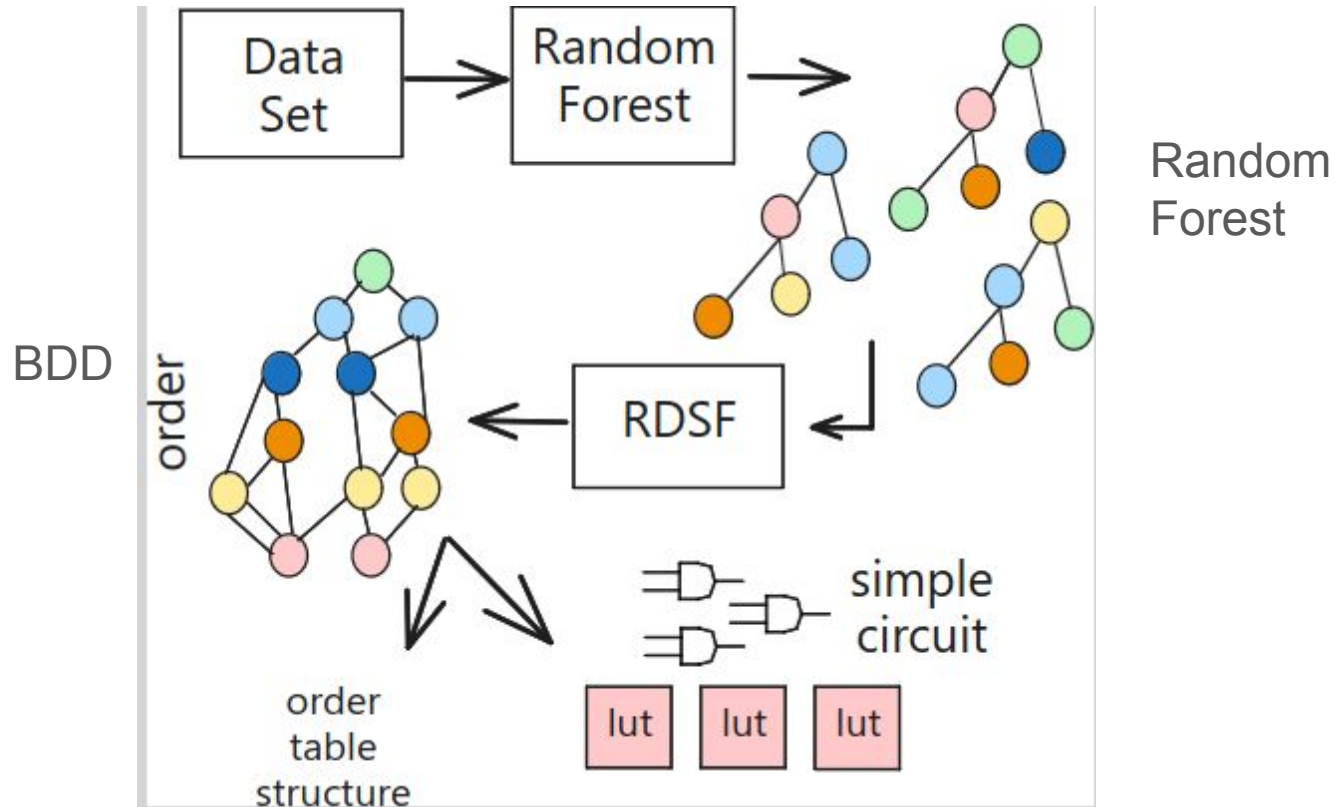 Data
Set
Random
Forest
Random
Forest
BDD
order
RDSF
simple
circuit
lut
lut
lut
order
table
structure